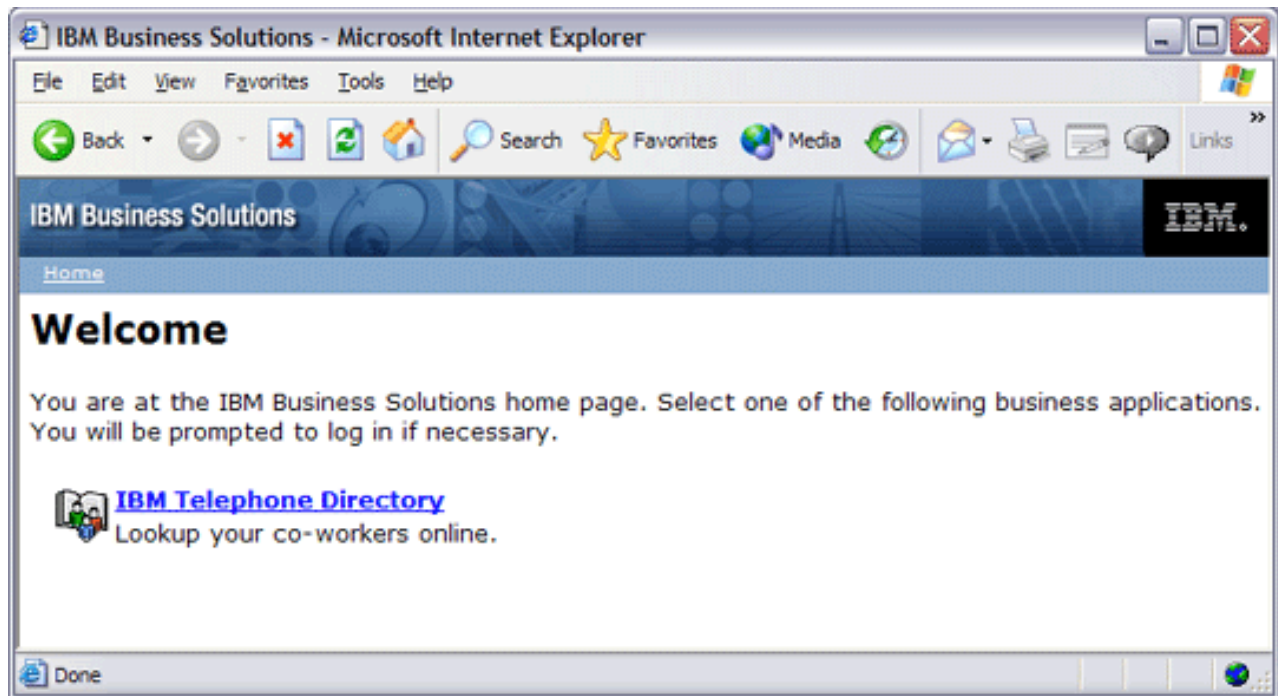 IBM Business Solutions - Microsoft Internet Explorer
File Edit View Favorites Tools Help
Back Search Favorites Media Links »
IBM Business Solutions IBM.
Home
Welcome
You are at the IBM Business Solutions home page. Select one of the following business applications.
You will be prompted to log in if necessary.
IBM Telephone Directory
Lookup your co-workers online.
Done